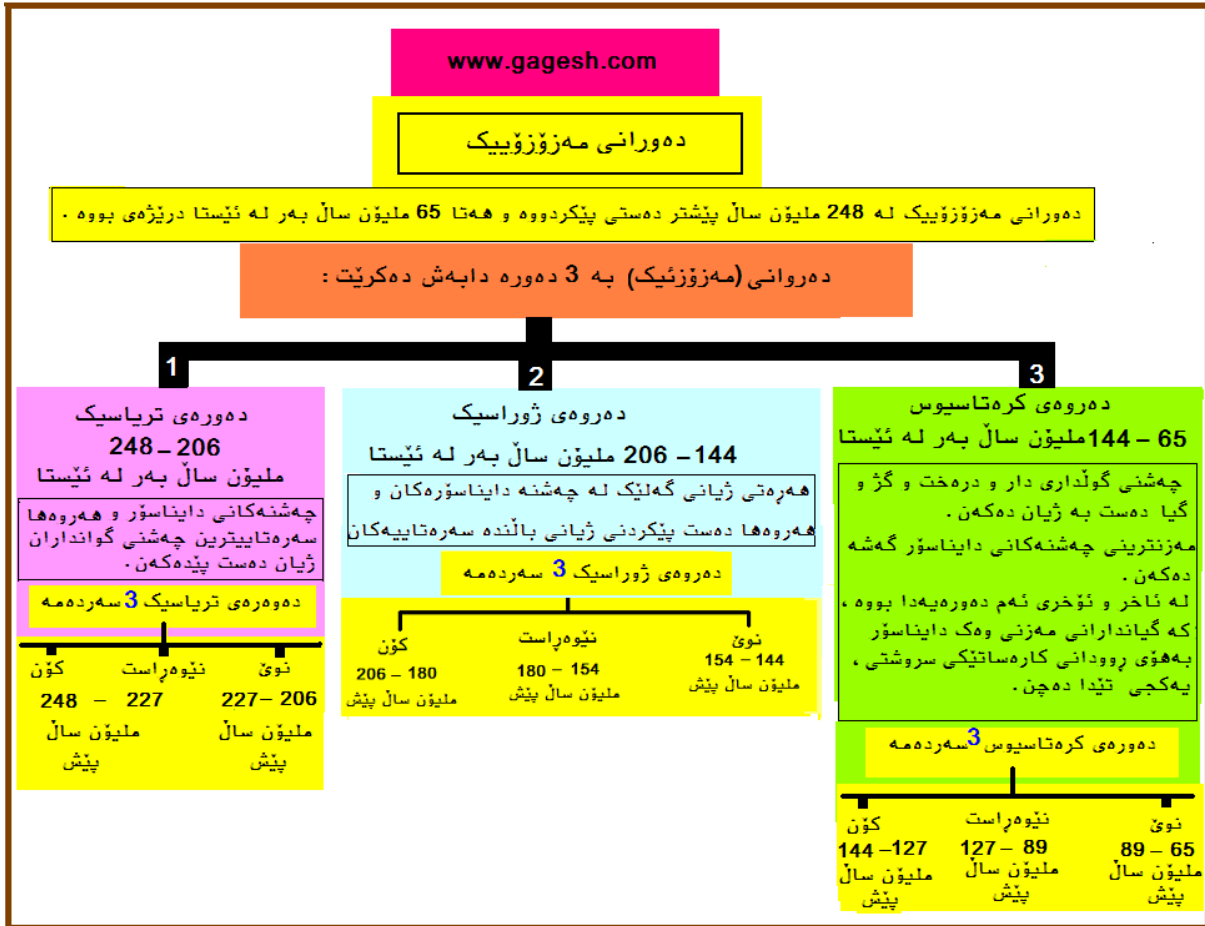 www.gagesh.com
دەورانی مەزۆزۆییک
دەورانی مەزۆزۆییک لە 248 ملیۆن ساڵ پێشتر دەستی پێکردووە و هەتا 65 ملیۆن ساڵ بەر لە ئێستا درێژەی بووە .
دەروانی (مەزۆزئیک) بە 3 دەورە دابەش دەکرێت :
1
دەورەی تریاسیک
248 – 206
ملیۆن ساڵ بەر لە ئێستا
چەشنەکانی دایناسۆر و هەروەها
سەرەتاییترین چەشنی گوانداران
ژیان دەست پێدەکەن .
دەوەرەی تریاسیک 3 سەردەمە
کۆن
248 – 227
ملیۆن ساڵ
پێش
نێوەڕاست
نوێ
227 – 206
ملیۆن ساڵ
پێش
2
دەروەی ژوراسیک
206 – 144 ملیۆن ساڵ بەر لە ئێستا
هەرەتی ژیانی گەلێک لە چەشنە دایناسۆرەکان و
هەروەها دەست پێکردنی ژیانی باڵندە سەرەتاییەکان
دەروەی ژوراسیک 3 سەردەمە
کۆن
206 – 180
ملیۆن ساڵ پێش
نێوەڕاست
180 – 154
ملیۆن ساڵ پێش
نوێ
154 – 144
ملیۆن ساڵ پێش
3
دەروەی کرەتاسیوس
144 – 65 ملیۆن ساڵ بەر لە ئێستا
چەشنی گوڵداری دار و درەخت و گژ و
گیا دەست بە ژیان دەکەن .
مەزنترینی چەشنەکانی دایناسۆر گەشە
دەکەن .
لە ئاخر و ئۆخری ئەم دەورەیەدا بووە ،
کە گیاندارانی مەزنی وەک دایناسۆر
بەهۆی ڕوودانی کارەساتێکی سروشتی ،
یەکجی تێدا دەچن .
دەورەی کرەتاسیوس 3 سەردەمە
کۆن
144 – 127
ملیۆن ساڵ
پێش
نێوەڕاست
127 – 89
ملیۆن ساڵ
پێش
نوێ
89 – 65
ملیۆن ساڵ
پێش